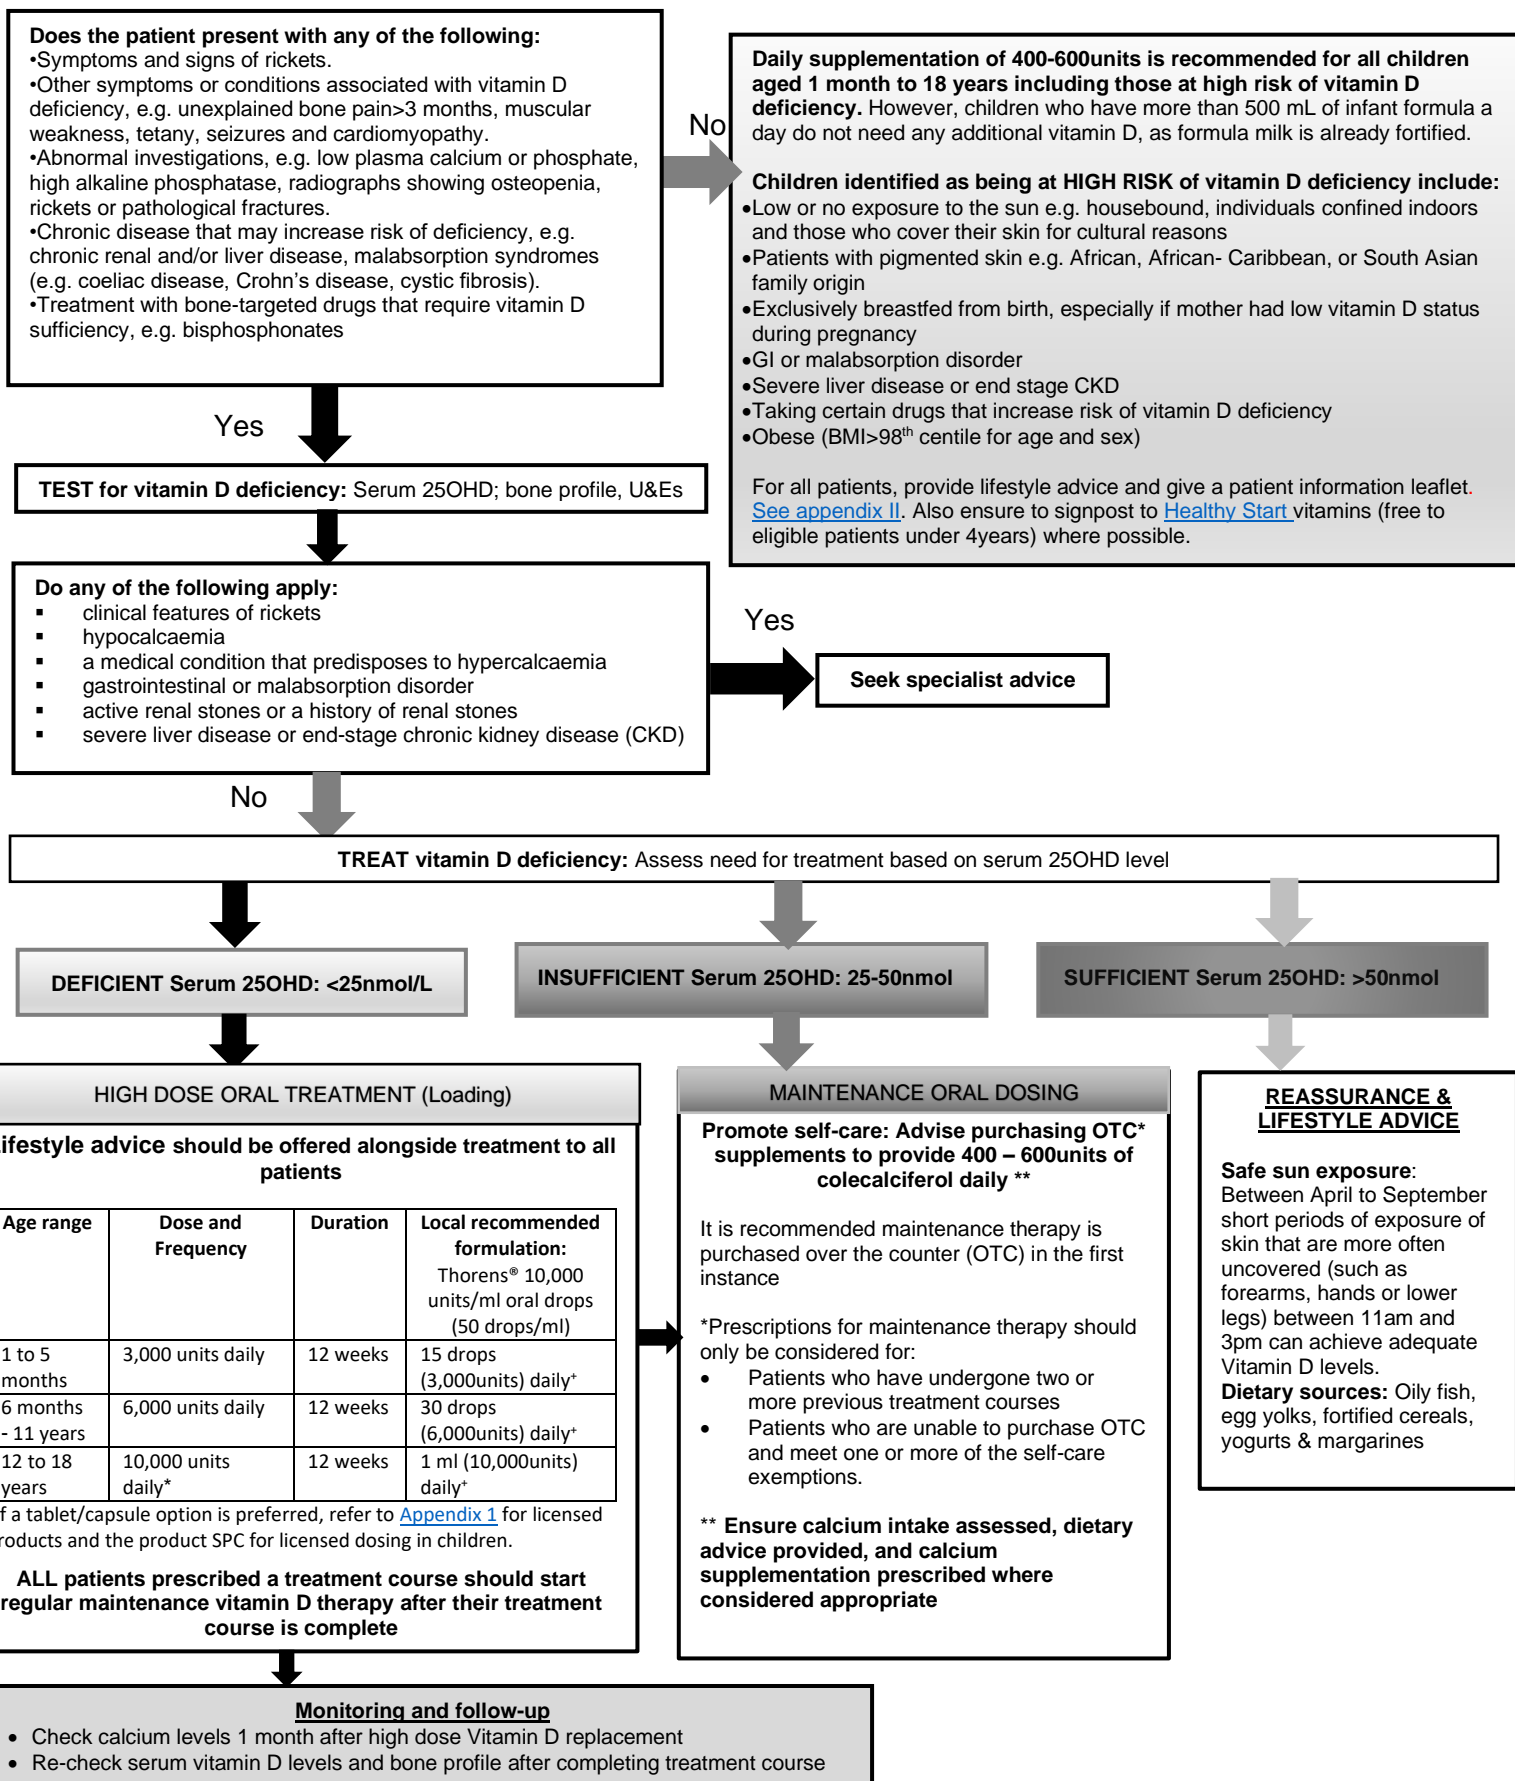 Does the patient present with any of the following:
•Symptoms and signs of rickets.
•Other symptoms or conditions associated with vitamin D
deficiency, e.g. unexplained bone pain>3 months, muscular
weakness, tetany, seizures and cardiomyopathy.
•Abnormal investigations, e.g. low plasma calcium or phosphate,
high alkaline phosphatase, radiographs showing osteopenia,
rickets or pathological fractures.
•Chronic disease that may increase risk of deficiency, e.g.
chronic renal and/or liver disease, malabsorption syndromes
(e.g. coeliac disease, Crohn's disease, cystic fibrosis).
•Treatment with bone-targeted drugs that require vitamin D
sufficiency, e.g. bisphosphonates
No
Daily supplementation of 400-600units is recommended for all children
aged 1 month to 18 years including those at high risk of vitamin D
deficiency. However, children who have more than 500 mL of infant formula a
day do not need any additional vitamin D, as formula milk is already fortified.
Children identified as being at HIGH RISK of vitamin D deficiency include:
•Low or no exposure to the sun e.g. housebound, individuals confined indoors
and those who cover their skin for cultural reasons
•Patients with pigmented skin e.g. African, African- Caribbean, or South Asian
family origin
•Exclusively breastfed from birth, especially if mother had low vitamin D status
during pregnancy
•GI or malabsorption disorder
•Severe liver disease or end stage CKD
•Taking certain drugs that increase risk of vitamin D deficiency
•Obese (BMI>98th centile for age and sex)
For all patients, provide lifestyle advice and give a patient information leaflet.
See appendix II. Also ensure to signpost to Healthy Start vitamins (free to
eligible patients under 4years) where possible.
Yes
TEST for vitamin D deficiency: Serum 25OHD; bone profile, U&Es
Do any of the following apply:
▪ clinical features of rickets
▪ hypocalcaemia
▪ a medical condition that predisposes to hypercalcaemia
▪ gastrointestinal or malabsorption disorder
▪ active renal stones or a history of renal stones
▪ severe liver disease or end-stage chronic kidney disease (CKD)
Yes
Seek specialist advice
No
TREAT vitamin D deficiency: Assess need for treatment based on serum 25OHD level
DEFICIENT Serum 25OHD: <25nmol/L
INSUFFICIENT Serum 25OHD: 25-50nmol
SUFFICIENT Serum 25OHD: >50nmol
HIGH DOSE ORAL TREATMENT (Loading)
ifestyle advice should be offered alongside treatment to all
patients
Age range Dose and Duration Local recommended
Frequency formulation:
Thorens® 10,000
units/ml oral drops
(50 drops/ml)
1 to 5 3,000 units daily 12 weeks 15 drops
months (3,000units) daily⁺
6 months 6,000 units daily 12 weeks 30 drops
- 11 years (6,000units) daily⁺
12 to 18 10,000 units 12 weeks 1 ml (10,000units)
years daily* daily⁺
f a tablet/capsule option is preferred, refer to Appendix 1 for licensed
roducts and the product SPC for licensed dosing in children.
ALL patients prescribed a treatment course should start
regular maintenance vitamin D therapy after their treatment
course is complete
MAINTENANCE ORAL DOSING
Promote self-care: Advise purchasing OTC*
supplements to provide 400 – 600units of
colecalciferol daily **
It is recommended maintenance therapy is
purchased over the counter (OTC) in the first
instance
*Prescriptions for maintenance therapy should
only be considered for:
• Patients who have undergone two or
more previous treatment courses
• Patients who are unable to purchase OTC
and meet one or more of the self-care
exemptions.
** Ensure calcium intake assessed, dietary
advice provided, and calcium
supplementation prescribed where
considered appropriate
REASSURANCE &
LIFESTYLE ADVICE
Safe sun exposure:
Between April to September
short periods of exposure of
skin that are more often
uncovered (such as
forearms, hands or lower
legs) between 11am and
3pm can achieve adequate
Vitamin D levels.
Dietary sources: Oily fish,
egg yolks, fortified cereals,
yogurts & margarines
Monitoring and follow-up
• Check calcium levels 1 month after high dose Vitamin D replacement
• Re-check serum vitamin D levels and bone profile after completing treatment course